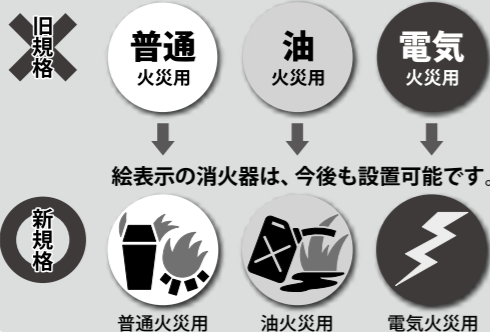 旧規格
普通
火災用
油
火災用
電気
火災用
絵表示の消火器は、今後も設置可能です。
新規格
普通火災用
油火災用
電気火災用